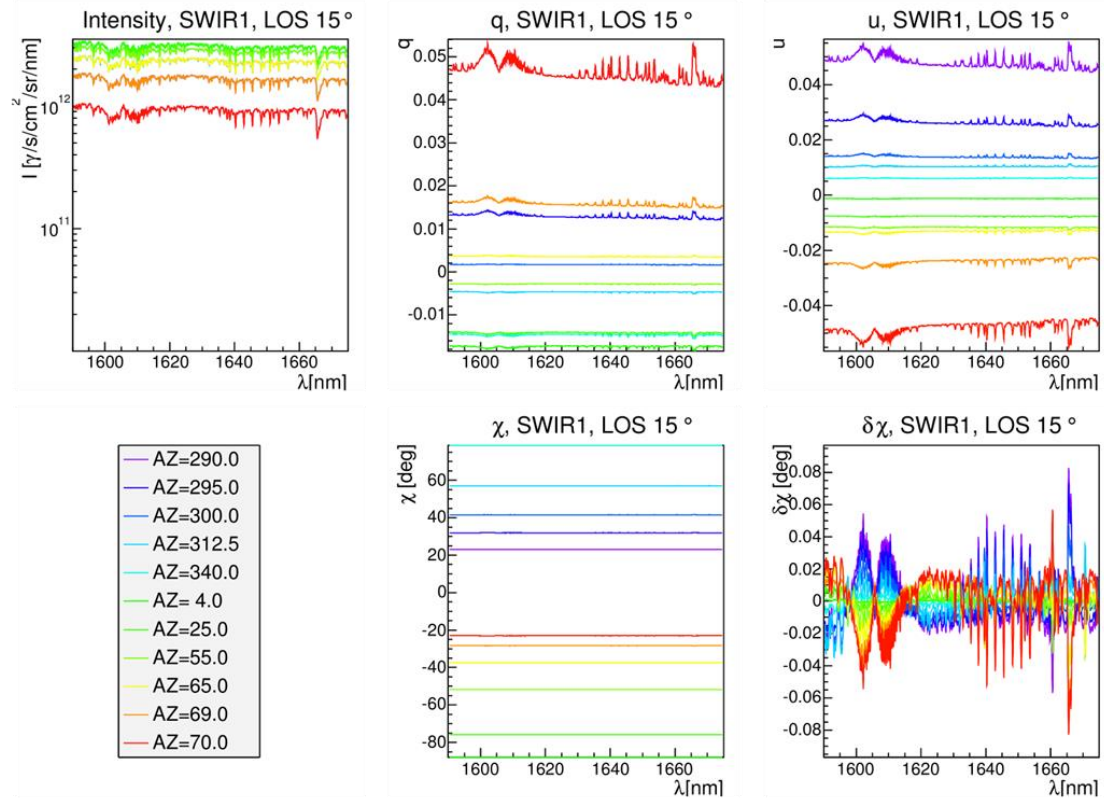 Intensity, SWIR1, LOS 15 °
I [γ/s/cm²/sr/nm]
10¹²
10¹¹
1600 1620 1640 1660
λ[nm]
q, SWIR1, LOS 15 °
q
0.05
0.04
0.02
0.01
0
-0.01
1600 1620 1640 1660
λ[nm]
u, SWIR1, LOS 15 °
u
0.04
0.02
0
-0.02
-0.04
1600 1620 1640 1660
λ[nm]
AZ=290.0
AZ=295.0
AZ=300.0
AZ=312.5
AZ=340.0
AZ= 4.0
AZ=25.0
AZ=55.0
AZ=65.0
AZ=69.0
AZ=70.0
χ, SWIR1, LOS 15 °
χ [deg]
60
40
20
0
-20
-40
-60
-80
1600 1620 1640 1660
λ[nm]
δχ, SWIR1, LOS 15 °
δχ [deg]
0.08
0.06
0.04
0.02
0
-0.02
-0.04
-0.06
-0.08
1600 1620 1640 1660
λ[nm]